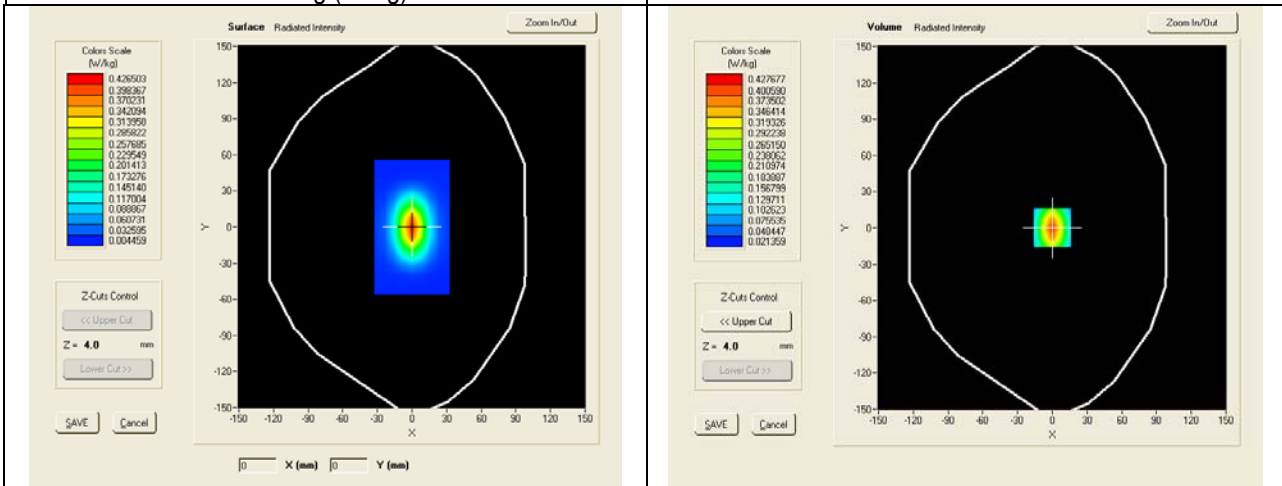 Surface Radiated Intensity
Zoom In/Out
Colors Scale
(W/kg)
0.426503
0.398367
0.370231
0.342094
0.313958
0.285822
0.257685
0.229549
0.201413
0.173276
0.145140
0.117004
0.088867
0.060731
0.032595
0.004459
150
120
90
60
30
0
-30
-60
-90
-120
-150
Y
-150 -120 -90 -60 -30 0 30 60 90 120 150
X
Z-Cuts Control
<< Upper Cut
Z = 4.0 mm
Lower Cut >>
SAVE Cancel
0 X (mm) 0 Y (mm)
Volume Radiated Intensity
Zoom In/Out
Colors Scale
(W/kg)
0.427677
0.400590
0.373502
0.346414
0.319326
0.292238
0.265150
0.238062
0.210974
0.183887
0.156799
0.129711
0.102623
0.075535
0.048447
0.021359
150
120
90
60
30
0
-30
-60
-90
-120
-150
Y
-150 -120 -90 -60 -30 0 30 60 90 120 150
X
Z-Cuts Control
<< Upper Cut
Z = 4.0 mm
Lower Cut >>
SAVE Cancel